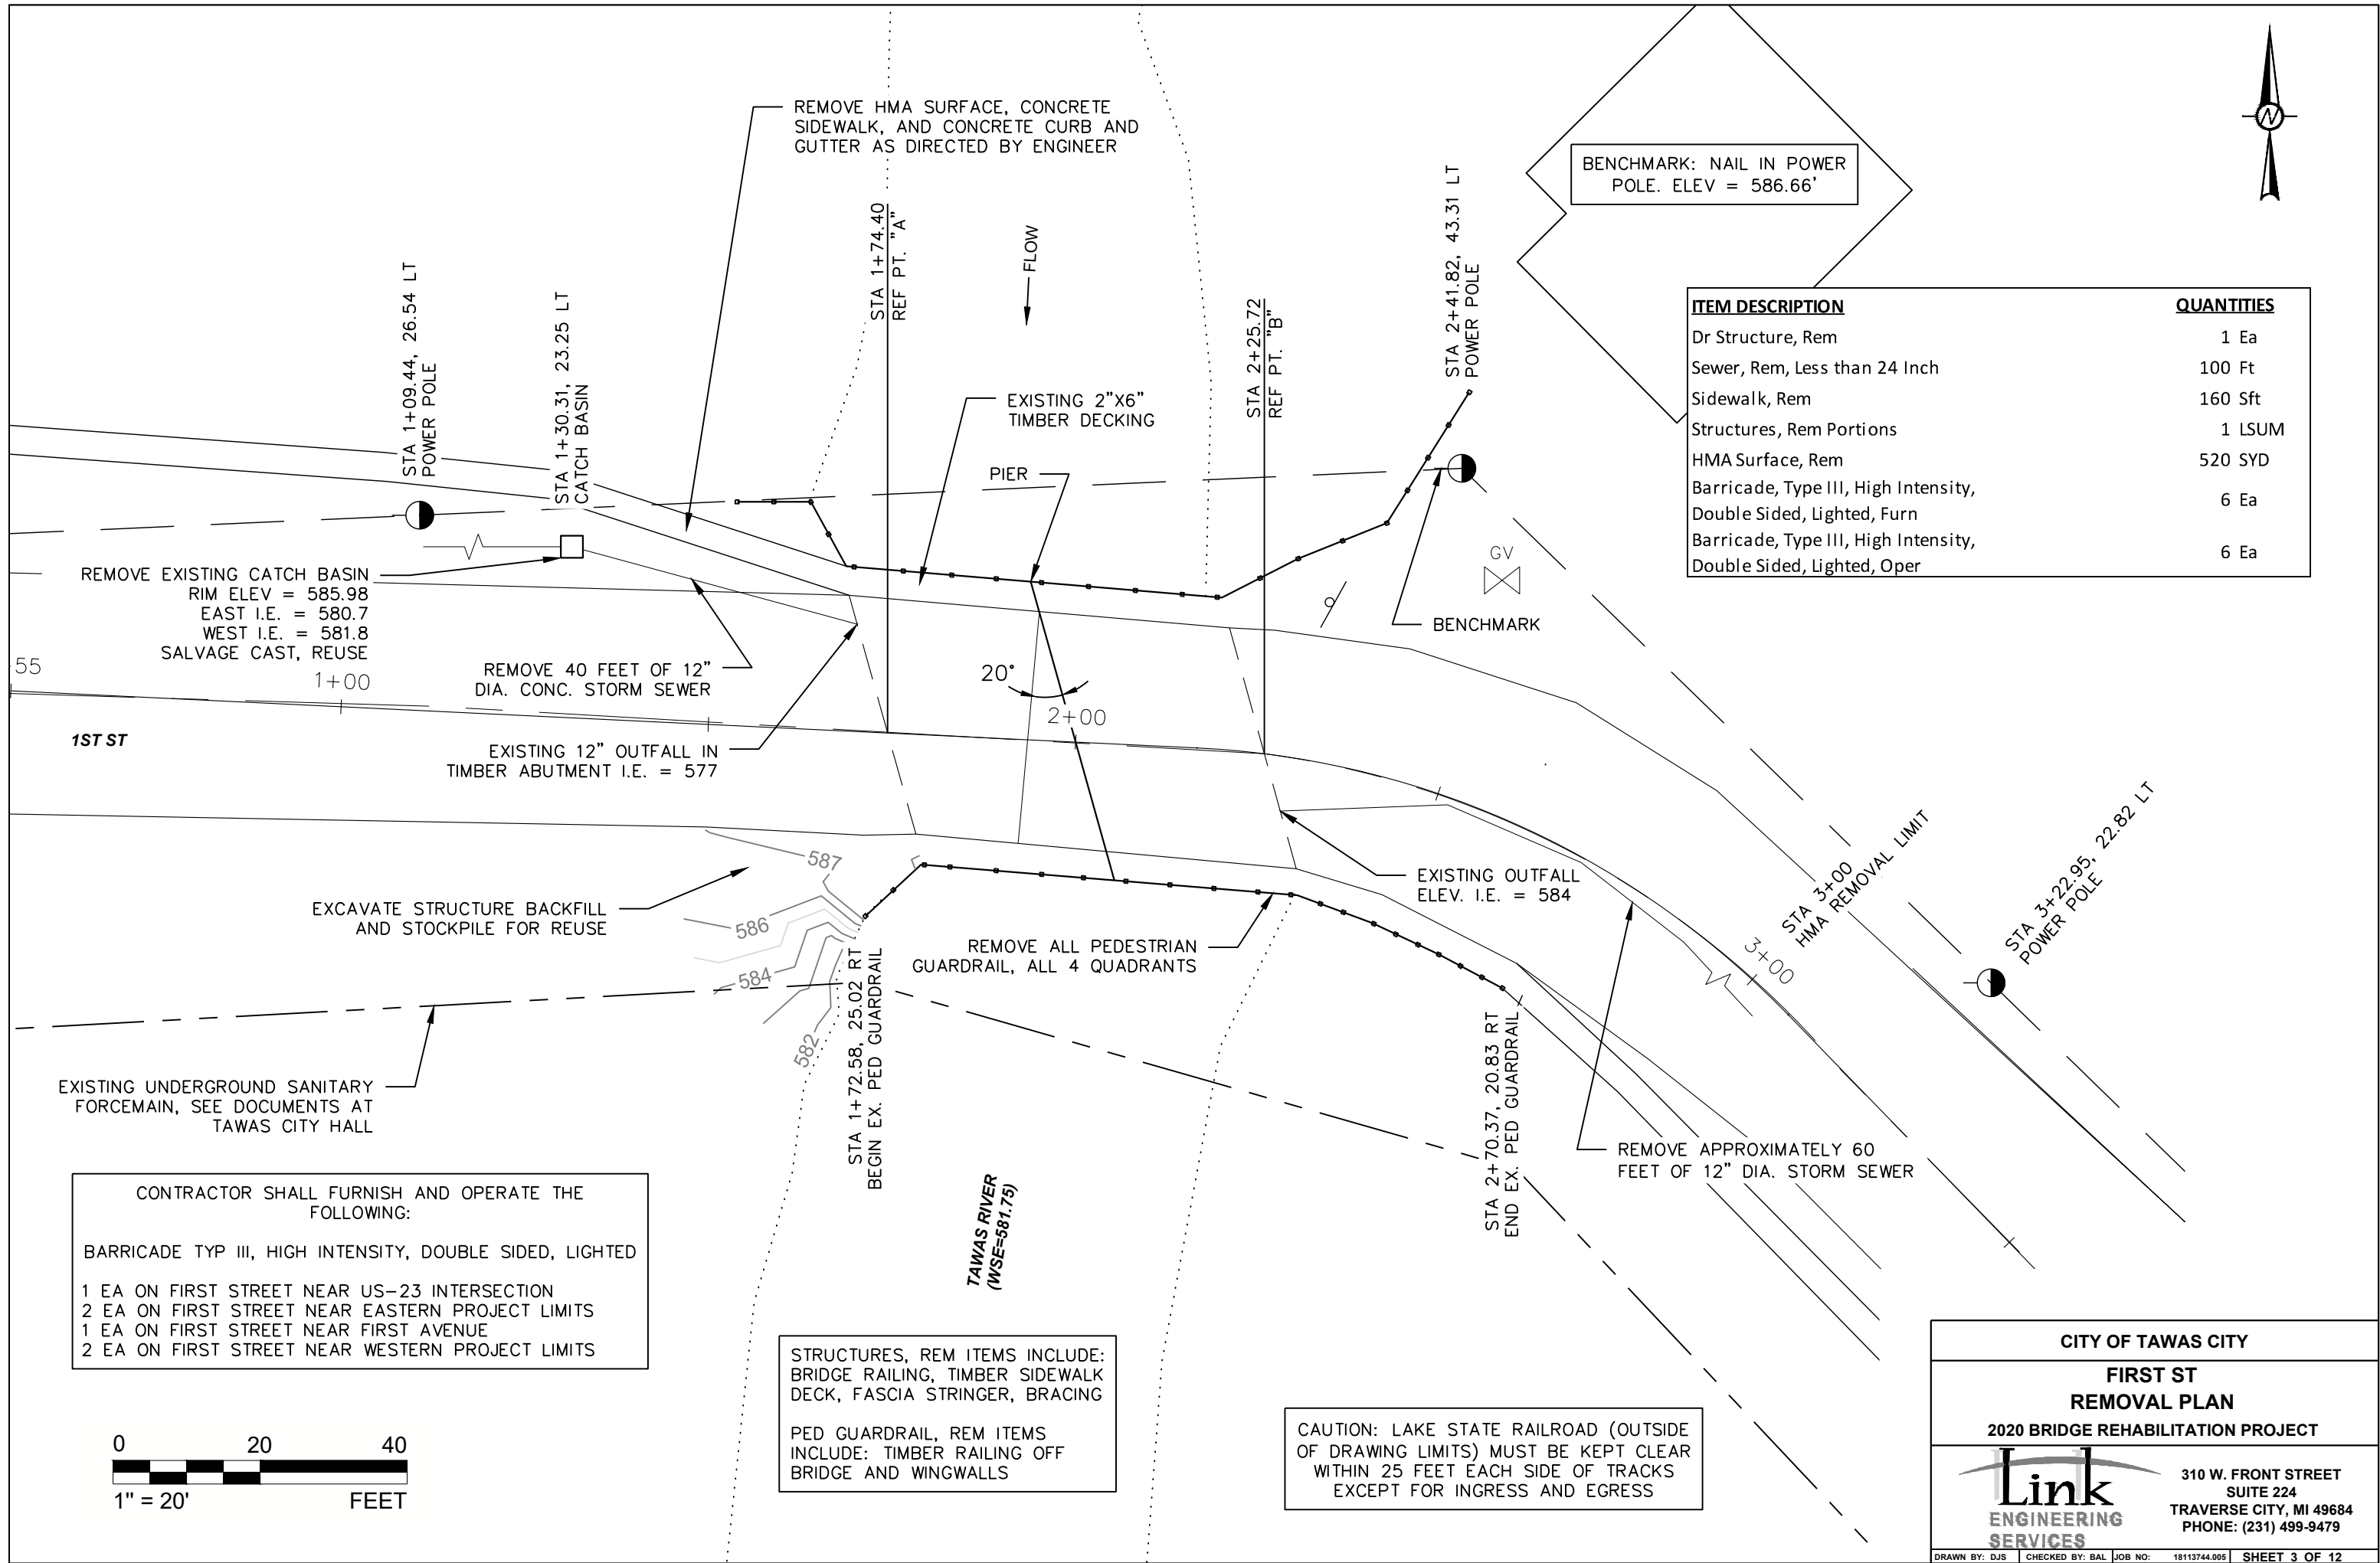 REMOVE HMA SURFACE, CONCRETE
SIDEWALK, AND CONCRETE CURB AND
GUTTER AS DIRECTED BY ENGINEER
BENCHMARK: NAIL IN POWER
POLE. ELEV = 586.66'
N
STA 1+09.44, 26.54 LT
POWER POLE
STA 1+30.31, 23.25 LT
CATCH BASIN
STA 1+74.40
REF PT. "A"
FLOW
STA 2+25.72
REF PT. "B"
STA 2+41.82, 43.31 LT
POWER POLE
ITEM DESCRIPTION QUANTITIES
Dr Structure, Rem 1 Ea
Sewer, Rem, Less than 24 Inch 100 Ft
Sidewalk, Rem 160 Sft
Structures, Rem Portions 1 LSUM
HMA Surface, Rem 520 SYD
Barricade, Type III, High Intensity,
Double Sided, Lighted, Furn 6 Ea
Barricade, Type III, High Intensity,
Double Sided, Lighted, Oper 6 Ea
EXISTING 2"X6"
TIMBER DECKING
PIER
GV
BENCHMARK
REMOVE EXISTING CATCH BASIN
RIM ELEV = 585.98
EAST I.E. = 580.7
WEST I.E. = 581.8
SALVAGE CAST, REUSE
REMOVE 40 FEET OF 12"
DIA. CONC. STORM SEWER
55
1+00
20°
2+00
1ST ST
EXISTING 12" OUTFALL IN
TIMBER ABUTMENT I.E. = 577
587
586
584
582
EXCAVATE STRUCTURE BACKFILL
AND STOCKPILE FOR REUSE
EXISTING OUTFALL
ELEV. I.E. = 584
REMOVE ALL PEDESTRIAN
GUARDRAIL, ALL 4 QUADRANTS
STA 3+00
HMA REMOVAL LIMIT
3+00
STA 3+22.95, 22.82 LT
POWER POLE
STA 1+72.58, 25.02 RT
BEGIN EX. PED GUARDRAIL
STA 2+70.37, 20.83 RT
END EX. PED GUARDRAIL
EXISTING UNDERGROUND SANITARY
FORCEMAIN, SEE DOCUMENTS AT
TAWAS CITY HALL
REMOVE APPROXIMATELY 60
FEET OF 12" DIA. STORM SEWER
TAWAS RIVER
(WSE=581.75)
CONTRACTOR SHALL FURNISH AND OPERATE THE
FOLLOWING:
BARRICADE TYP III, HIGH INTENSITY, DOUBLE SIDED, LIGHTED
1 EA ON FIRST STREET NEAR US-23 INTERSECTION
2 EA ON FIRST STREET NEAR EASTERN PROJECT LIMITS
1 EA ON FIRST STREET NEAR FIRST AVENUE
2 EA ON FIRST STREET NEAR WESTERN PROJECT LIMITS
STRUCTURES, REM ITEMS INCLUDE:
BRIDGE RAILING, TIMBER SIDEWALK
DECK, FASCIA STRINGER, BRACING
PED GUARDRAIL, REM ITEMS
INCLUDE: TIMBER RAILING OFF
BRIDGE AND WINGWALLS
CAUTION: LAKE STATE RAILROAD (OUTSIDE
OF DRAWING LIMITS) MUST BE KEPT CLEAR
WITHIN 25 FEET EACH SIDE OF TRACKS
EXCEPT FOR INGRESS AND EGRESS
0 20 40
1" = 20' FEET
CITY OF TAWAS CITY
FIRST ST
REMOVAL PLAN
2020 BRIDGE REHABILITATION PROJECT
Link
ENGINEERING
SERVICES
310 W. FRONT STREET
SUITE 224
TRAVERSE CITY, MI 49684
PHONE: (231) 499-9479
DRAWN BY: DJS CHECKED BY: BAL JOB NO: 18113744.005 SHEET 3 OF 12